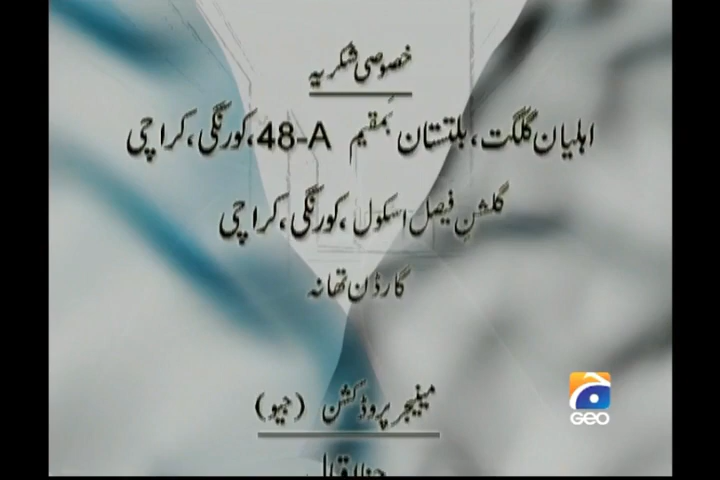 خصوصی شکریہ
اہلیان گلگت، بلتستان بمقیم 48-A، کورنگی، کراچی
گلشنِ فیصل اسکول، کورنگی، کراچی
گارڈن تھانہ
مینیجر پروڈکشن (جیو)
GEO